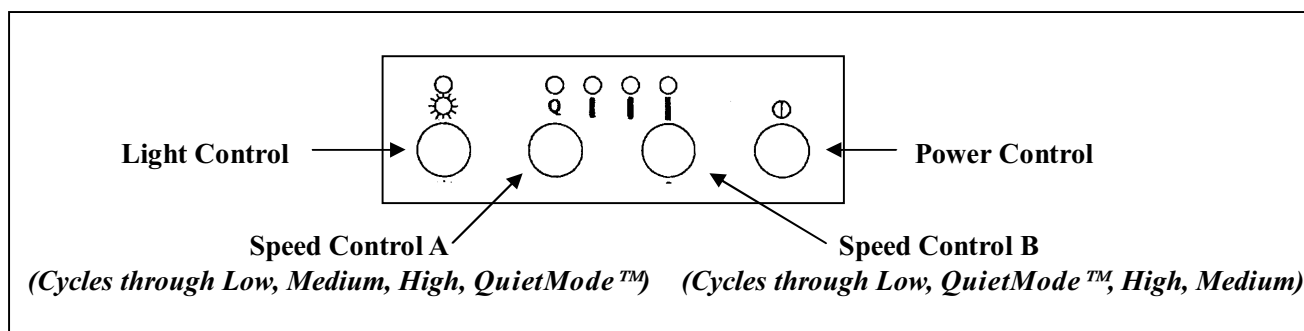 Q
Light Control
Power Control
Speed Control A
Speed Control B
(Cycles through Low, Medium, High, QuietMode™)
(Cycles through Low, QuietMode™, High, Medium)